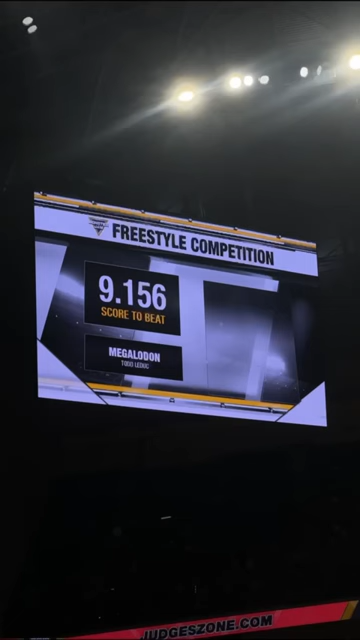 FREESTYLE COMPETITION
9.156
SCORE TO BEAT
MEGALODON
TODD LEDUC
JUDGESZONE.COM